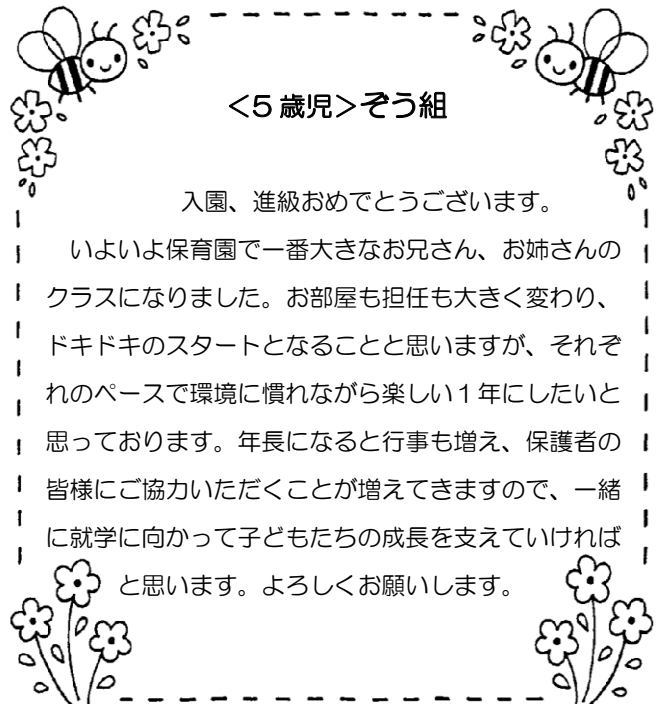 ＜5歳児＞ぞう組
入園、進級おめでとうございます。
いよいよ保育園で一番大きなお兄さん、お姉さんの
クラスになりました。お部屋も担任も大きく変わり、
ドキドキのスタートとなることと思いますが、それぞ
れのペースで環境に慣れながら楽しい1年にしたいと
思っております。年長になると行事も増え、保護者の
皆様にご協力いただくことが増えてきますので、一緒
に就学に向かって子どもたちの成長を支えていければ
と思います。よろしくお願いします。